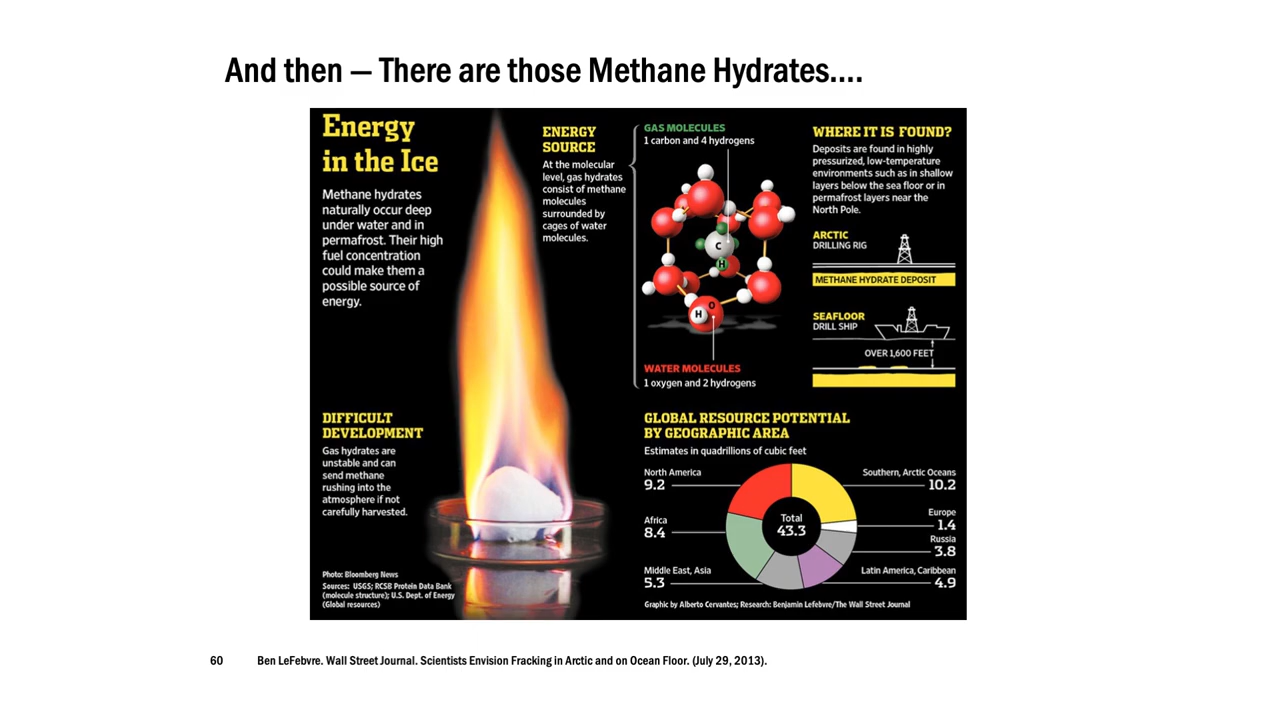 And then — There are those Methane Hydrates....
Energy
in the Ice
Methane hydrates
naturally occur deep
under water and in
permafrost. Their high
fuel concentration
could make them a
possible source of
energy.
DIFFICULT
DEVELOPMENT
Gas hydrates are
unstable and can
send methane
rushing into the
atmosphere if not
carefully harvested.
Photo: Bloomberg News
Sources: USGS; RCSB Protein Data Bank
(molecule structure); U.S. Dept. of Energy
(Global resources)
ENERGY
SOURCE
At the molecular
level, gas hydrates
consist of methane
molecules
surrounded by
cages of water
molecules.
GAS MOLECULES
1 carbon and 4 hydrogens
C
H
H
O
WATER MOLECULES
1 oxygen and 2 hydrogens
WHERE IT IS FOUND?
Deposits are found in highly
pressurized, low-temperature
environments such as in shallow
layers below the sea floor or in
permafrost layers near the
North Pole.
ARCTIC
DRILLING RIG
METHANE HYDRATE DEPOSIT
SEAFLOOR
DRILL SHIP
OVER 1,600 FEET
GLOBAL RESOURCE POTENTIAL
BY GEOGRAPHIC AREA
Estimates in quadrillions of cubic feet
North America
9.2
Africa
8.4
Middle East, Asia
5.3
Total
43.3
Southern, Arctic Oceans
10.2
Europe
1.4
Russia
3.8
Latin America, Caribbean
4.9
Graphic by Alberto Cervantes; Research: Benjamin Lefebvre/The Wall Street Journal
60 Ben LeFebvre. Wall Street Journal. Scientists Envision Fracking in Arctic and on Ocean Floor. (July 29, 2013).